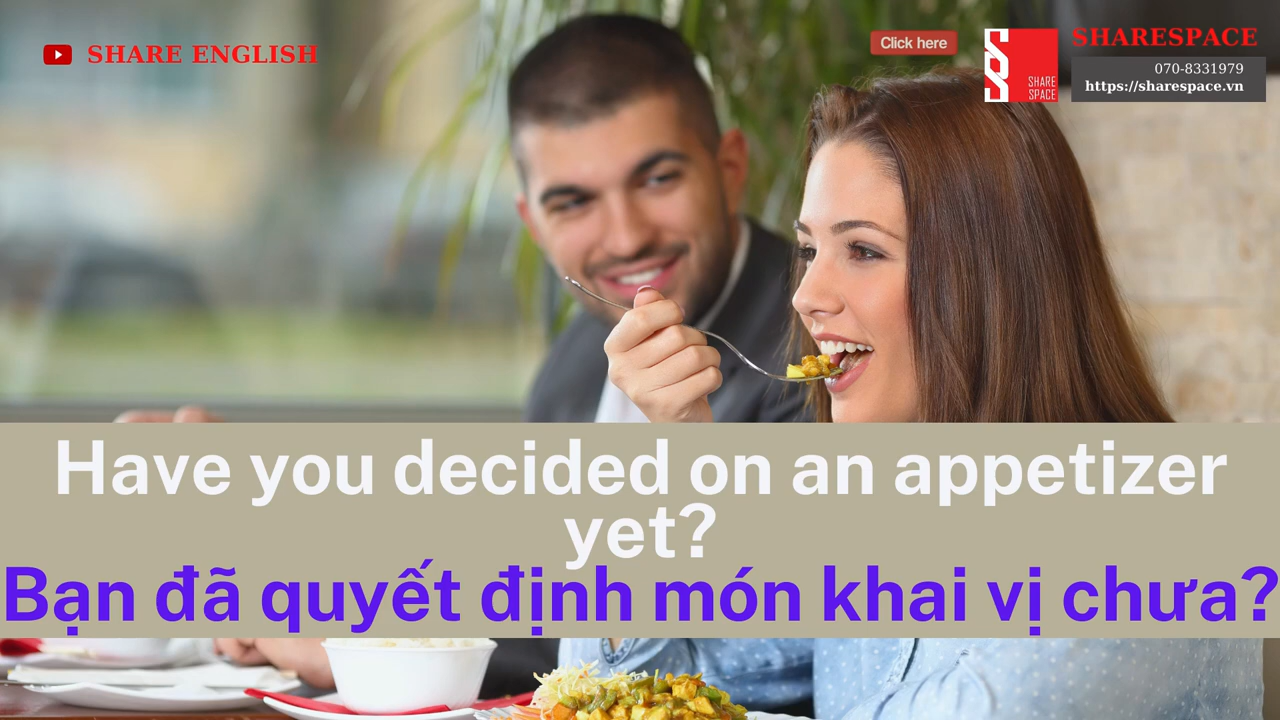 SHARE ENGLISH
Click here
SHARE
SPACE
SHARESPACE
070-8331979
https://sharespace.vn
Have you decided on an appetizer
yet?
Bạn đã quyết định món khai vị chưa?